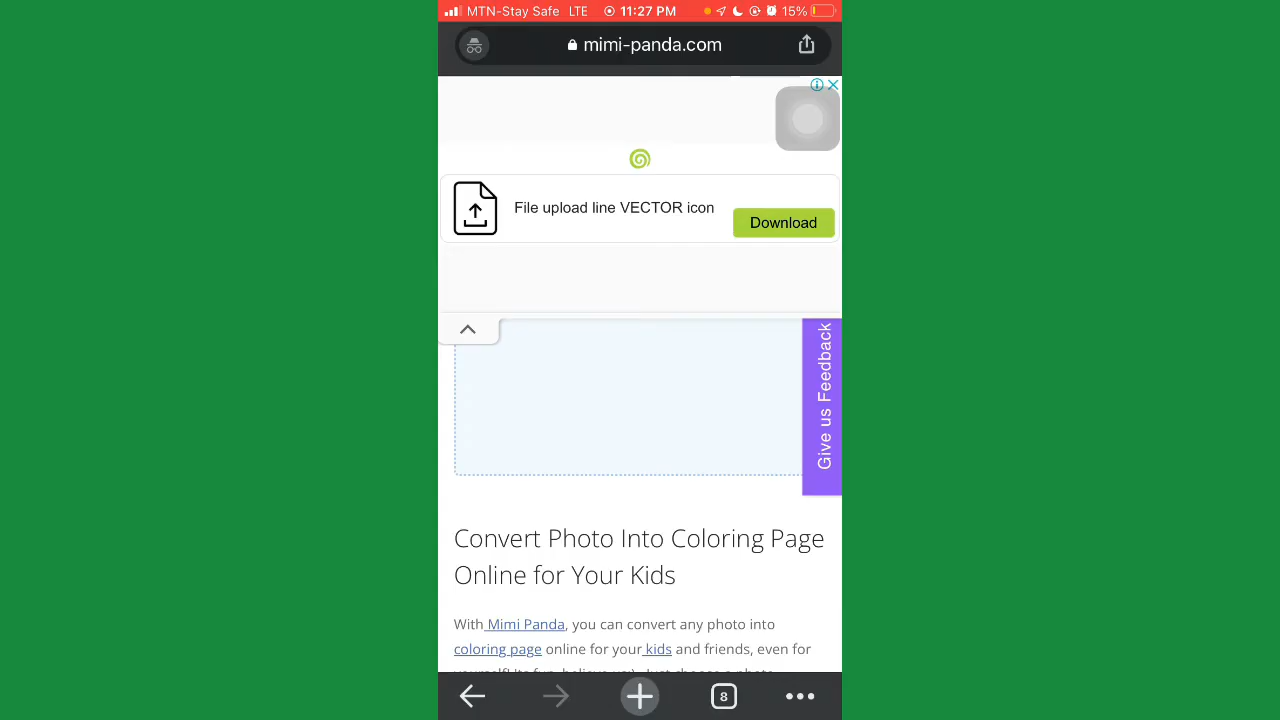 MTN-Stay Safe LTE 11:27 PM 15%
mimi-panda.com
File upload line VECTOR icon
Download
Give us Feedback
Convert Photo Into Coloring Page
Online for Your Kids
With Mimi Panda, you can convert any photo into
coloring page online for your kids and friends, even for
8